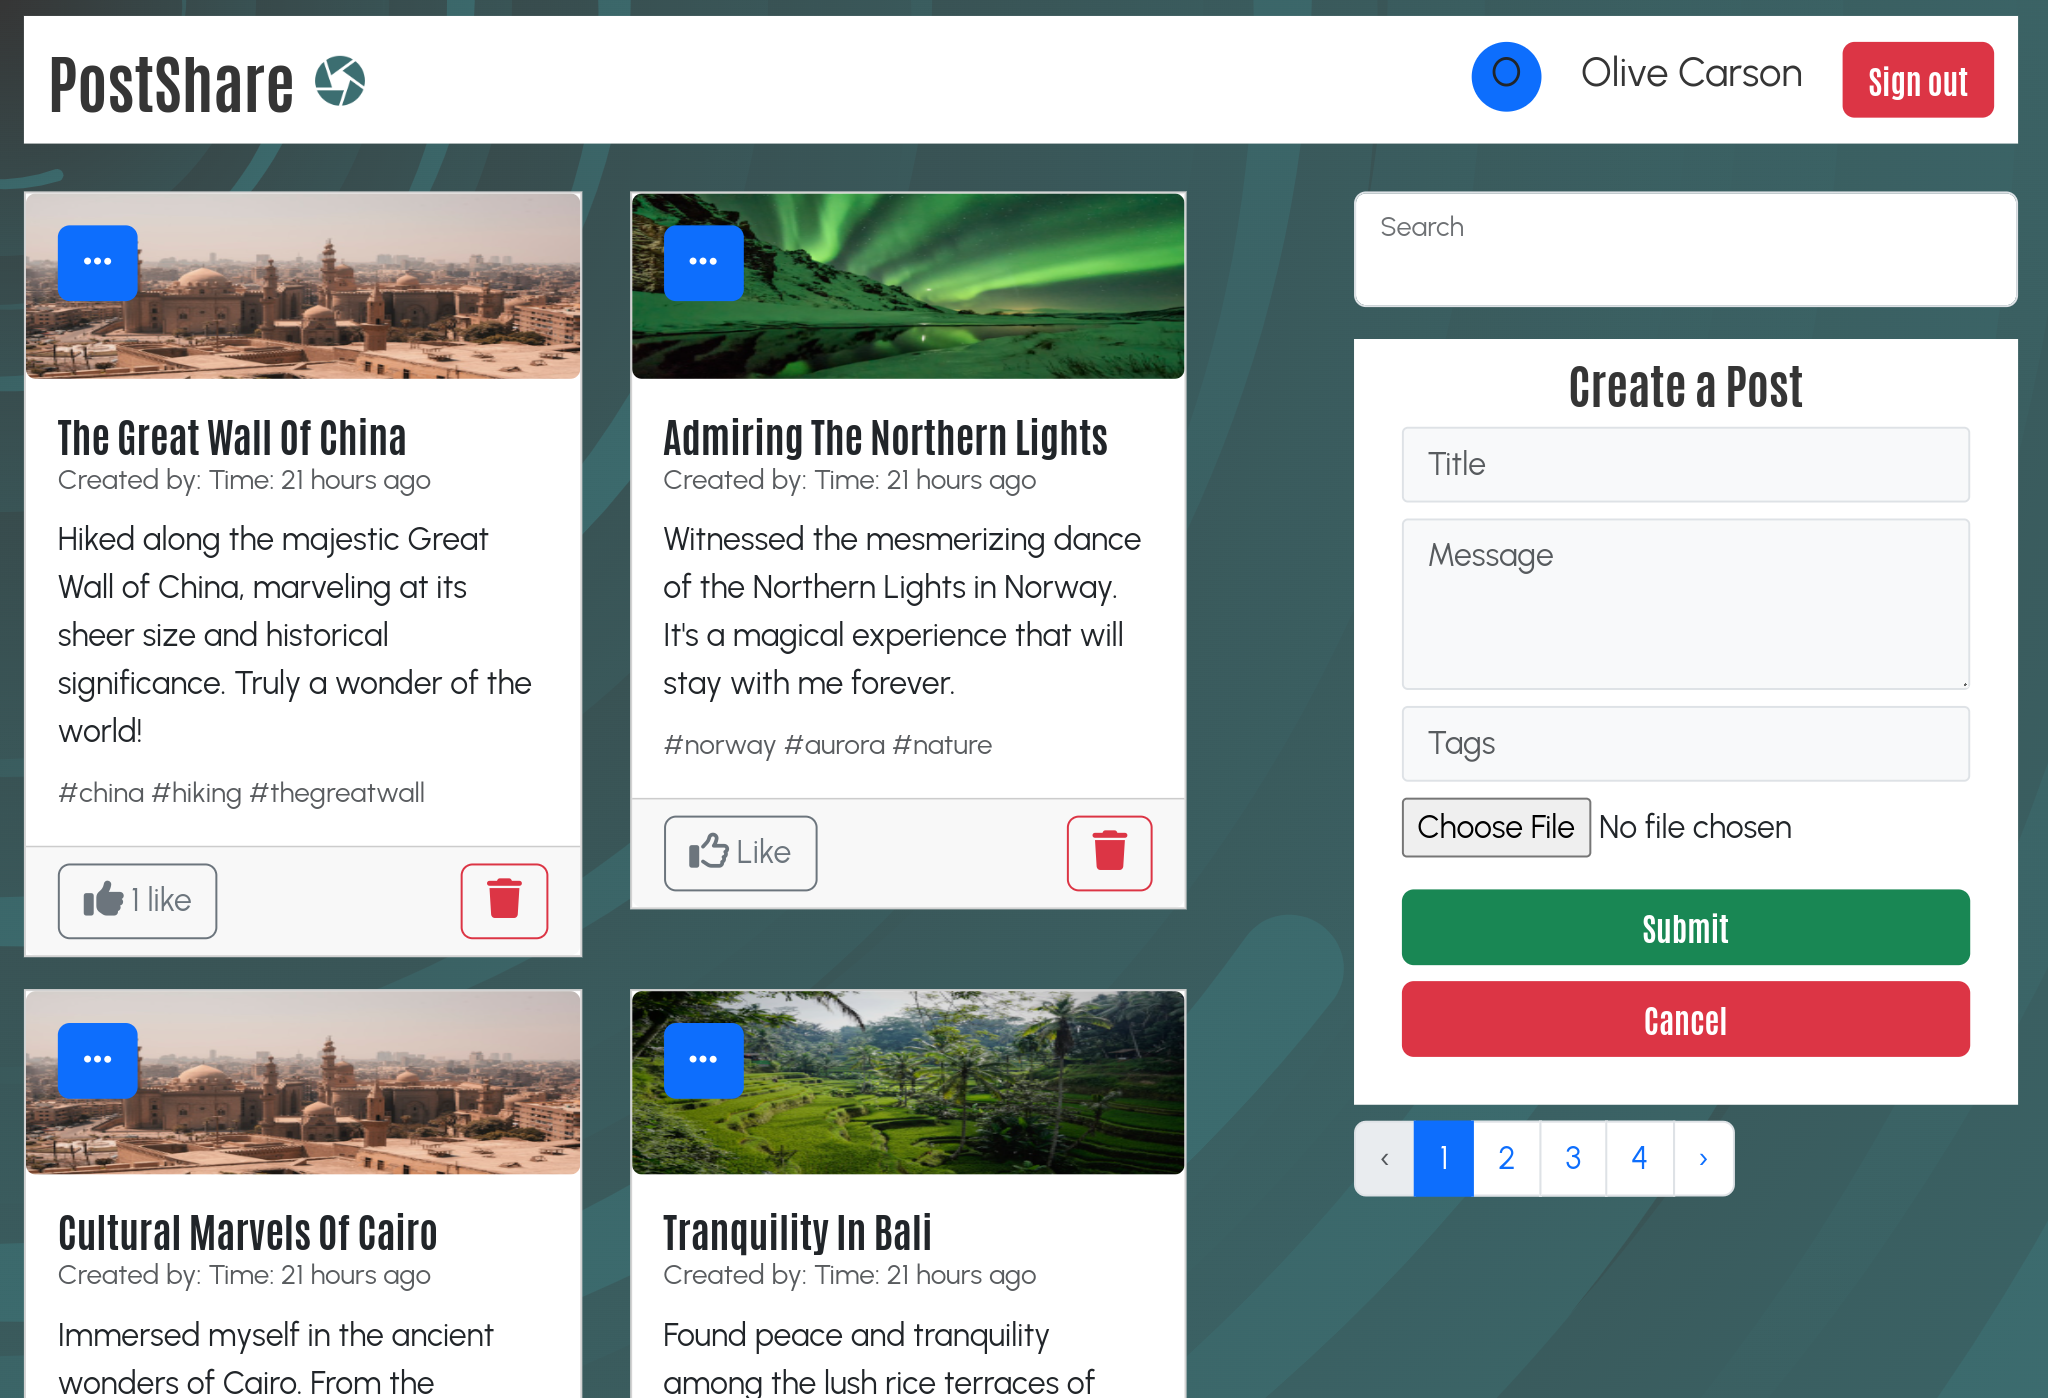 PostShare
O
Olive Carson
Sign out
The Great Wall Of China
Created by: Time: 21 hours ago
Hiked along the majestic Great
Wall of China, marveling at its
sheer size and historical
significance. Truly a wonder of the
world!
#china #hiking #thegreatwall
1 like
Admiring The Northern Lights
Created by: Time: 21 hours ago
Witnessed the mesmerizing dance
of the Northern Lights in Norway.
It's a magical experience that will
stay with me forever.
#norway #aurora #nature
Like
Cultural Marvels Of Cairo
Created by: Time: 21 hours ago
Immersed myself in the ancient
wonders of Cairo. From the
Tranquility In Bali
Created by: Time: 21 hours ago
Found peace and tranquility
among the lush rice terraces of
Search
Create a Post
Title
Message
Tags
Choose File No file chosen
Submit
Cancel
‹ 1 2 3 4 ›